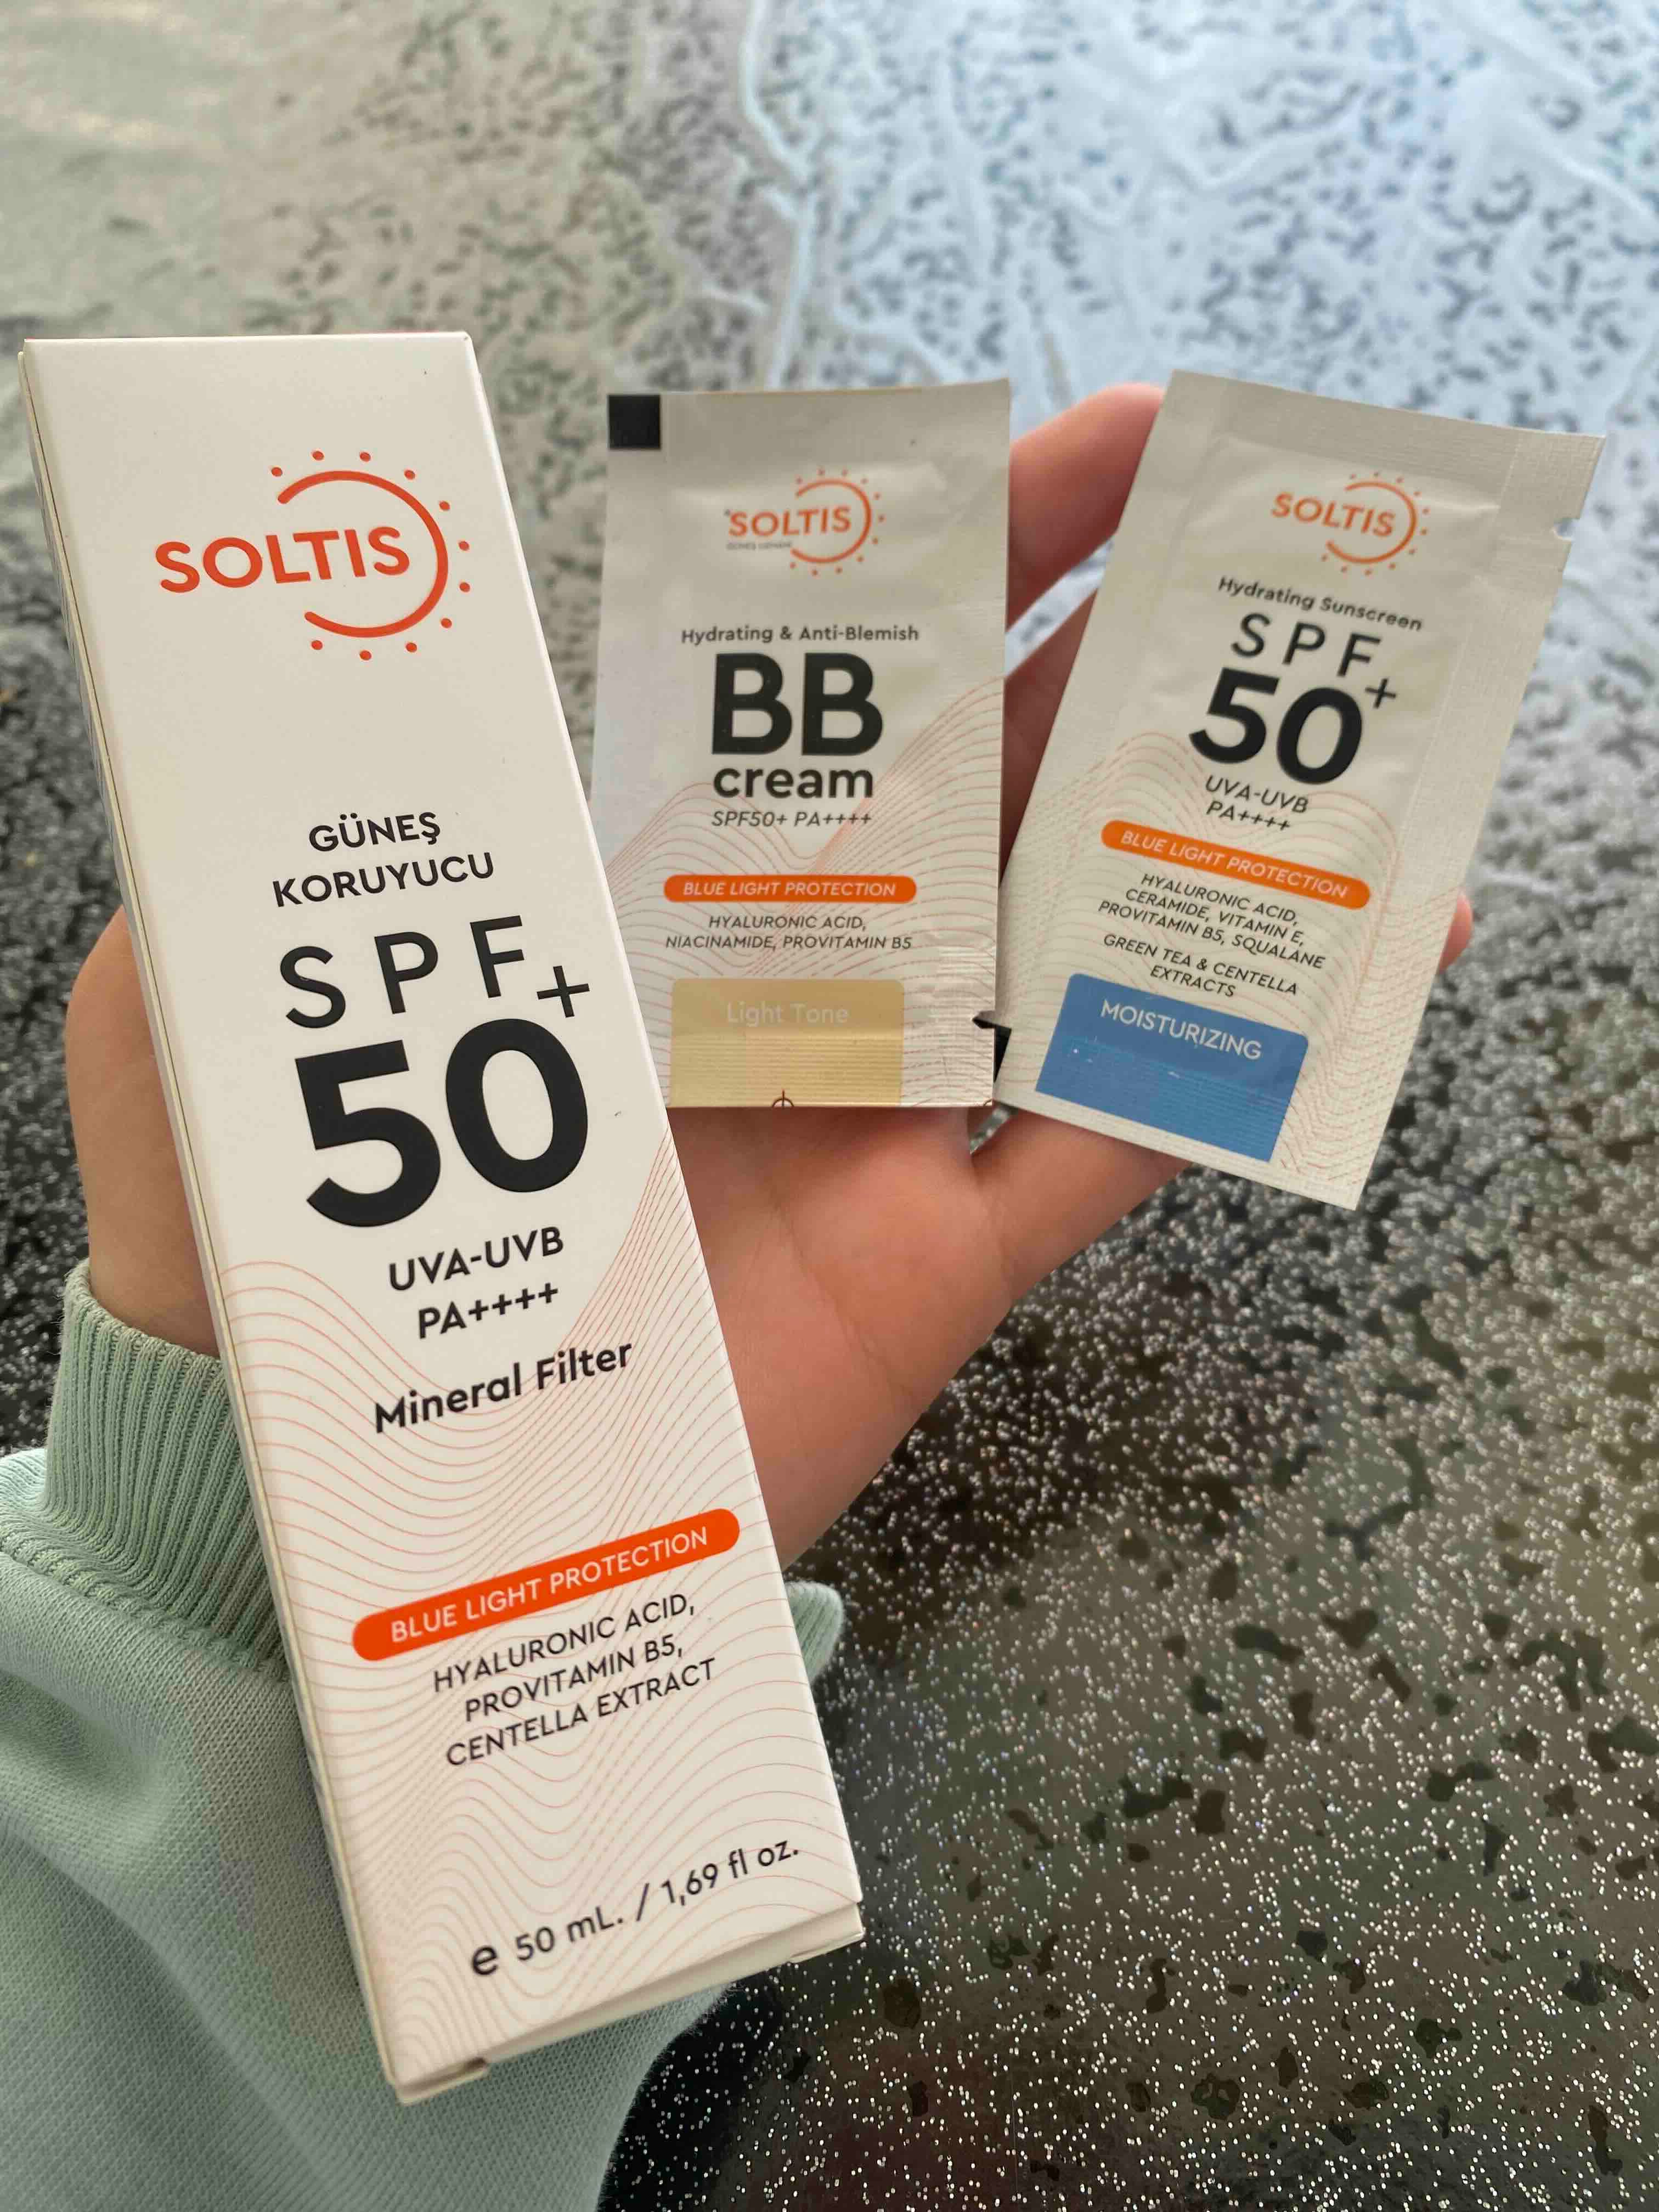 SOLTIS
GÜNEŞ
KORUYUCU
SPF
50+
UVA-UVB
PA++++
Mineral Filter
BLUE LIGHT PROTECTION
HYALURONIC ACID,
PROVITAMIN B5,
CENTELLA EXTRACT
e 50 mL. / 1,69 fl oz.
SOLTIS
Hydrating & Anti-Blemish
BB
cream
SPF50+ PA++++
BLUE LIGHT PROTECTION
HYALURONIC ACID,
NIACINAMIDE, PROVITAMIN B5
Light Tone
SOLTIS
Hydrating Sunscreen
SPF
50+
UVA-UVB
PA++++
BLUE LIGHT PROTECTION
HYALURONIC ACID,
CERAMIDE, VITAMIN E,
PROVITAMIN B5, SQUALANE
GREEN TEA & CENTELLA
EXTRACTS
MOISTURIZING